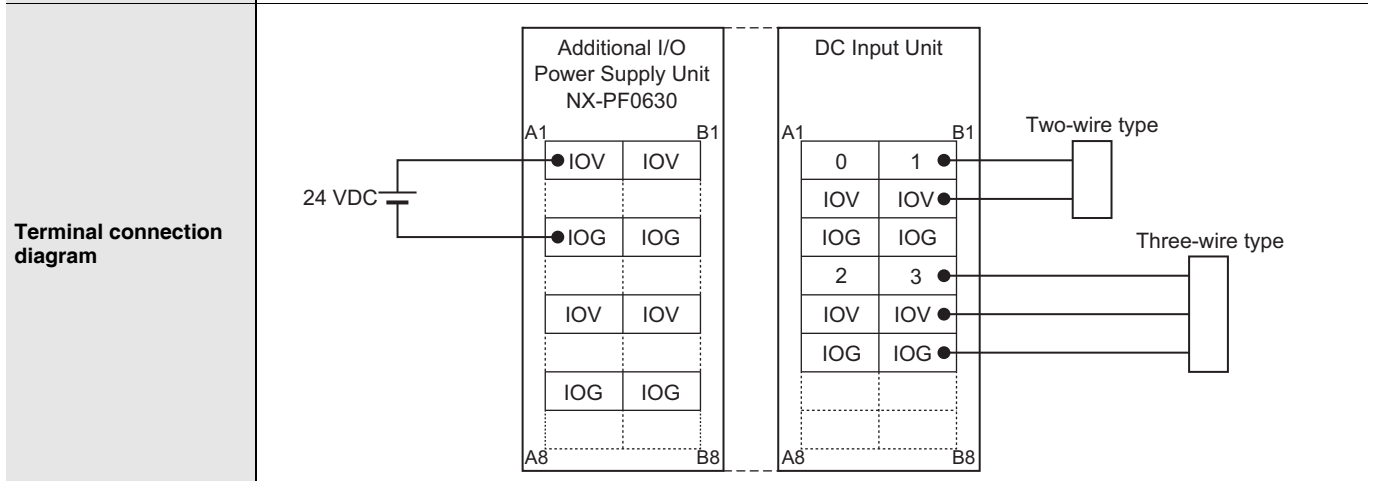 Terminal connection
diagram
24 VDC
Additional I/O
Power Supply Unit
NX-PF0630
A1 B1
IOV IOV
IOG IOG
IOV IOV
IOG IOG
A8 B8
DC Input Unit
A1 B1
0 1
IOV IOV
IOG IOG
2 3
IOV IOV
IOG IOG
A8 B8
Two-wire type
Three-wire type